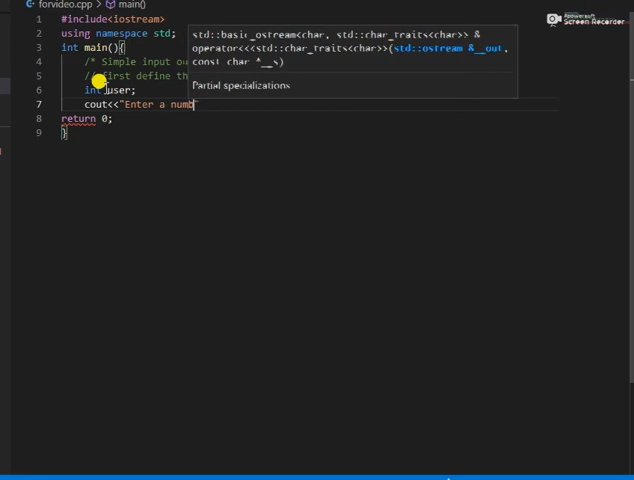 forvideo.cpp > main()
1 #include<iostream>
2 using namespace std;
3 int main(){
4 /* Simple input ou
5 // First define th
6 int user;
7 cout<<"Enter a numb"
8 return 0;
9 }
std::basic_ostream<char, std::char_traits<char>> &
operator<<<std::char_traits<char>>(std::ostream &__out,
const char *__s)
Partial specializations
Apowersoft
Screen Recorder